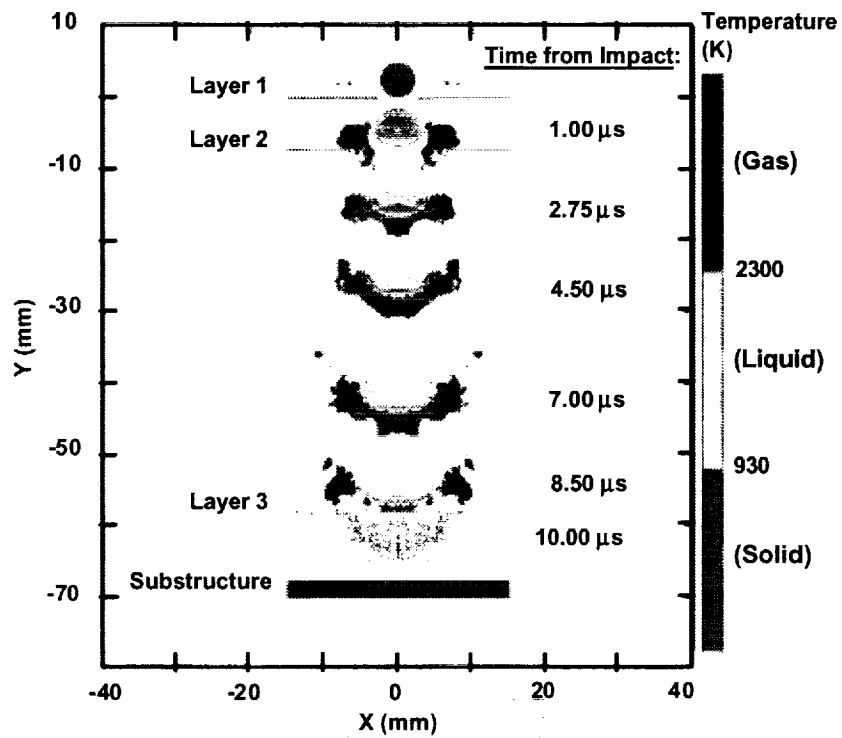 Temperature
(K)
Time from Impact:
10
-10
-30
-50
-70
Y (mm)
Layer 1
Layer 2
Layer 3
Substructure
1.00 µs
2.75 µs
4.50 µs
7.00 µs
8.50 µs
10.00 µs
(Gas)
2300
(Liquid)
930
(Solid)
-40
-20
0
20
40
X (mm)